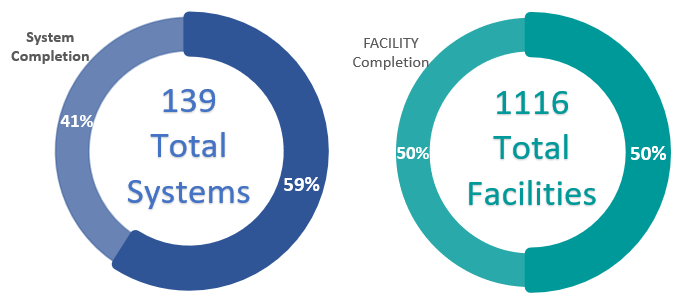 System
Completion
41%
139
Total
Systems
59%
FACILITY
Completion
50%
1116
Total
Facilities
50%